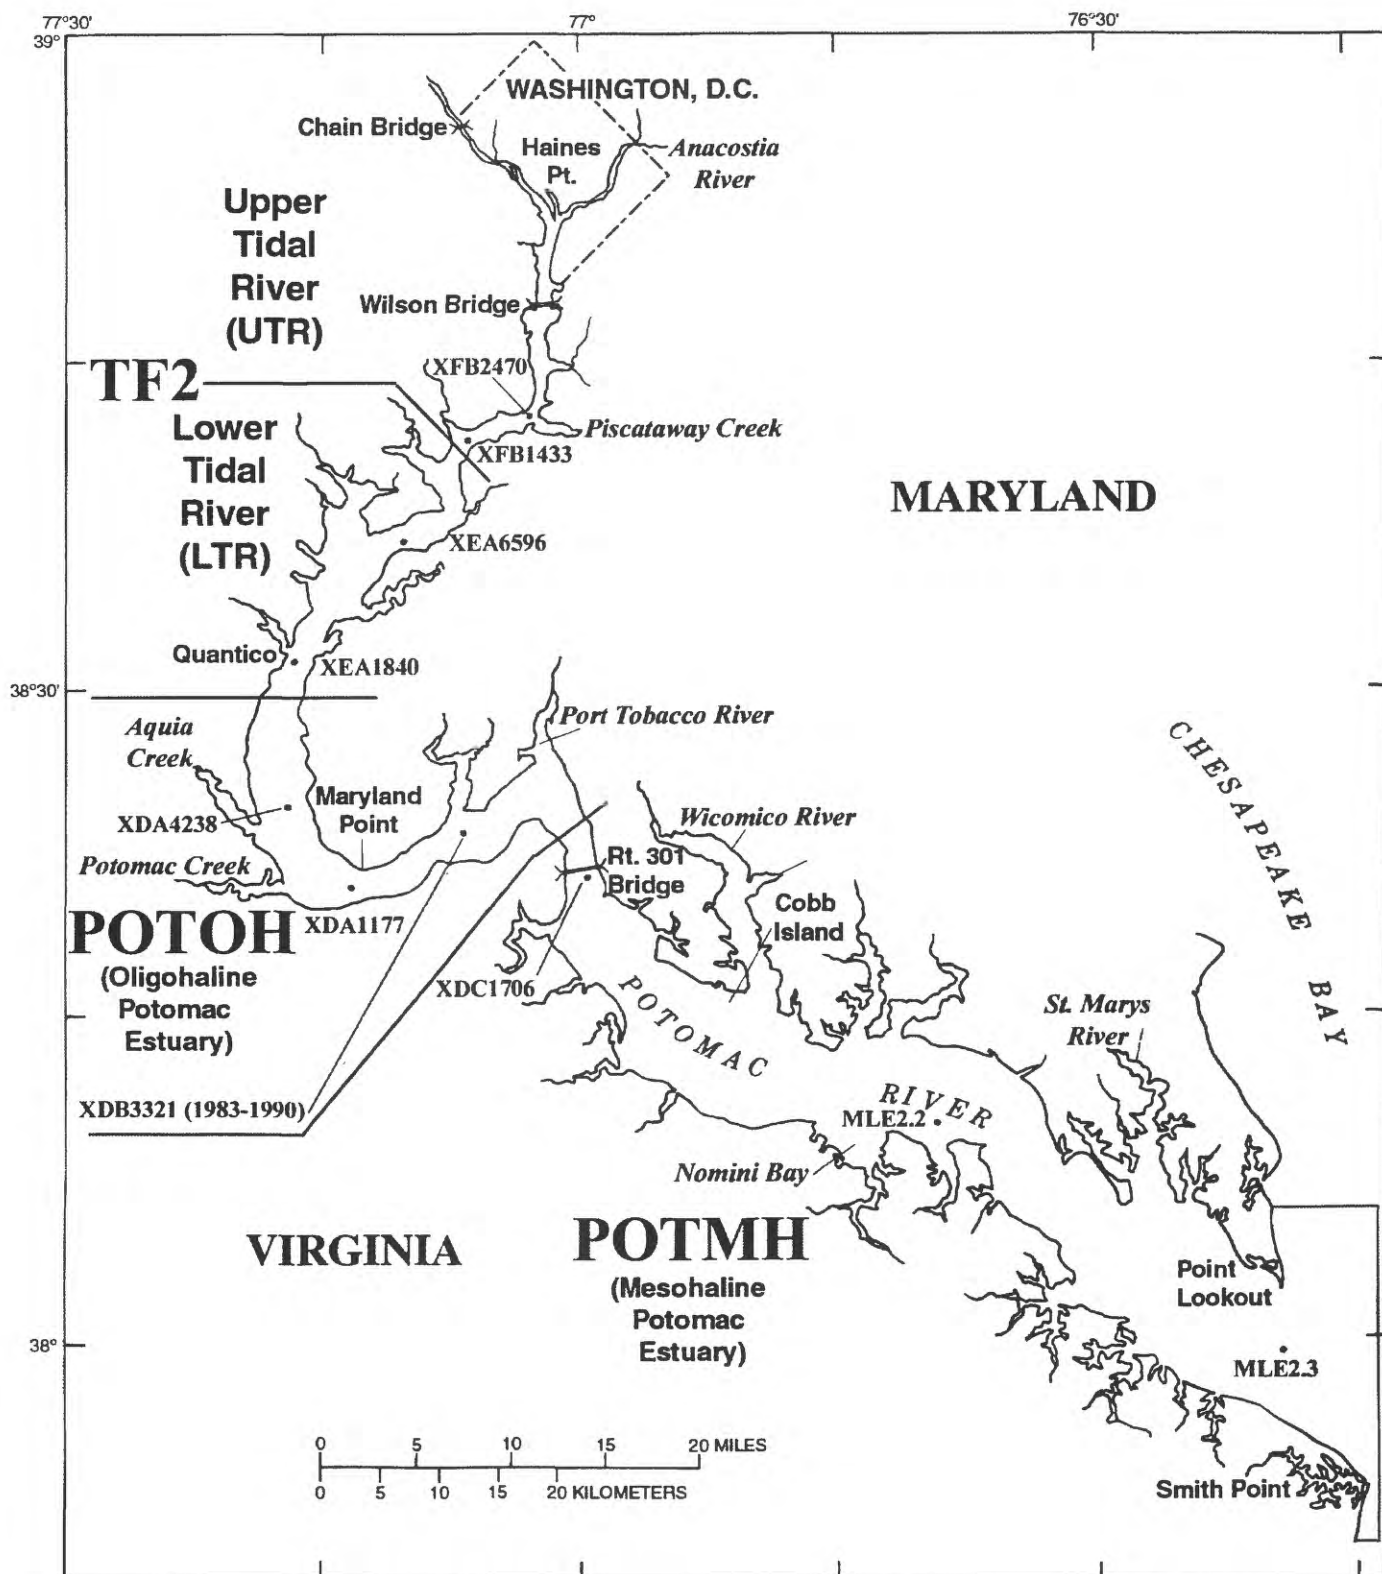 77°30'
77°
76°30'
39°
WASHINGTON, D.C.
Chain Bridge
Haines
Pt.
Anacostia
River
Upper
Tidal
River
(UTR)
Wilson Bridge
XFB2470
TF2
Lower
Tidal
River
(LTR)
Piscataway Creek
XFB1433
MARYLAND
XEA6596
Quantico
XEA1840
38°30'
Port Tobacco River
Aquia
Creek
CHESAPEAKE BAY
Maryland
Point
XDA4238
Wicomico River
Potomac Creek
Rt. 301
Bridge
Cobb
Island
XDA1177
POTOH
(Oligohaline
Potomac
Estuary)
XDC1706
POTOMAC
RIVER
St. Marys
River
XDB3321 (1983-1990)
MLE2.2
Nomini Bay
VIRGINIA
POTMH
(Mesohaline
Potomac
Estuary)
Point
Lookout
38°
MLE2.3
0 5 10 15 20 MILES
0 5 10 15 20 KILOMETERS
Smith Point